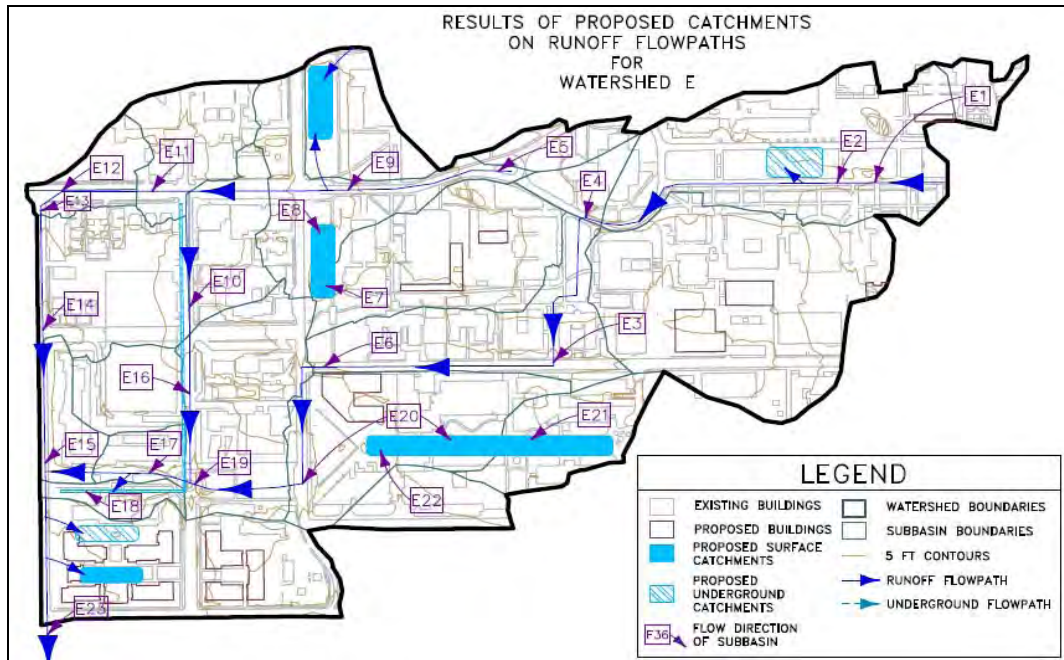 RESULTS OF PROPOSED CATCHMENTS
ON RUNOFF FLOWPATHS
FOR
WATERSHED E
E1
E2
E5
E4
E9
E11
E12
E13
E8
E7
E10
E14
E3
E6
E16
E20
E21
E15
E17
E19
E22
E18
E23
LEGEND
EXISTING BUILDINGS
PROPOSED BUILDINGS
PROPOSED SURFACE
CATCHMENTS
PROPOSED
UNDERGROUND
CATCHMENTS
F36 FLOW DIRECTION
OF SUBBASIN
WATERSHED BOUNDARIES
SUBBASIN BOUNDARIES
5 FT CONTOURS
RUNOFF FLOWPATH
UNDERGROUND FLOWPATH